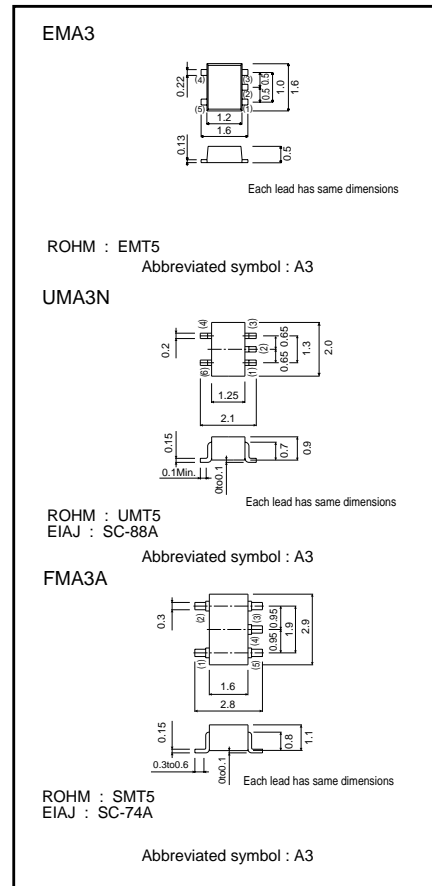 EMA3
0.22
(4)
(3)
(2)
(5)
(1)
0.5
0.5
1.0
1.6
1.2
1.6
0.13
0.5
Each lead has same dimensions
ROHM : EMT5
Abbreviated symbol : A3
UMA3N
0.2
(4)
(3)
(2)
(6)
(1)
0.65
0.65
1.3
2.0
1.25
2.1
0.15
0.1Min.
0to0.1
0.7
0.9
Each lead has same dimensions
ROHM : UMT5
EIAJ : SC-88A
Abbreviated symbol : A3
FMA3A
0.3
(2)
(3)
(4)
(1)
(5)
0.95
0.95
1.9
2.9
1.6
2.8
0.15
0.3to0.6
0to0.1
0.8
1.1
Each lead has same dimensions
ROHM : SMT5
EIAJ : SC-74A
Abbreviated symbol : A3